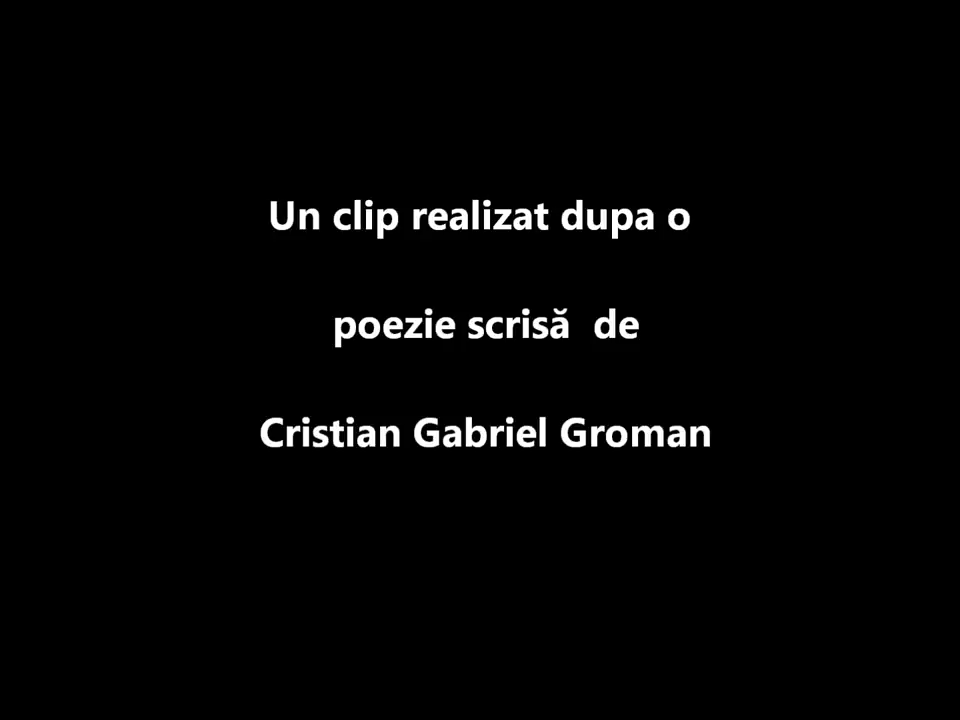 Un clip realizat dupa o
poezie scrisă  de
Cristian Gabriel Groman